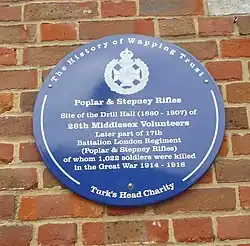 · The History of Wapping Trust ·
Poplar & Stepney Rifles
Site of the Drill Hall (1860 - 1907) of
26th Middlesex Volunteers
Later part of 17th
Battalion London Regiment
(Poplar & Stepney Rifles)
of whom 1,022 soldiers were killed
in the Great War 1914 - 1918
Turk's Head Charity